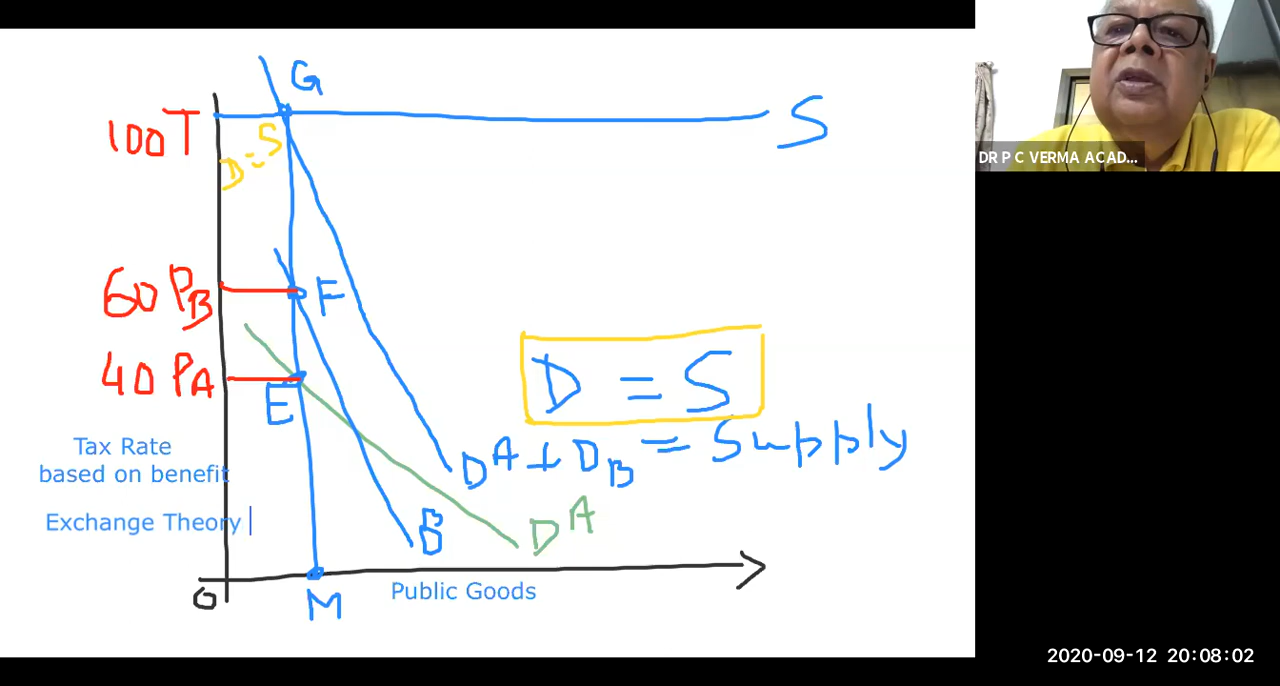 G
100T
S
D = S
60 PB
F
40 PA
E
D = S
DA + DB = Supply
Tax Rate
based on benefit
Exchange Theory
B
DA
O
M
Public Goods
DR P C VERMA ACAD...
2020-09-12 20:08:02